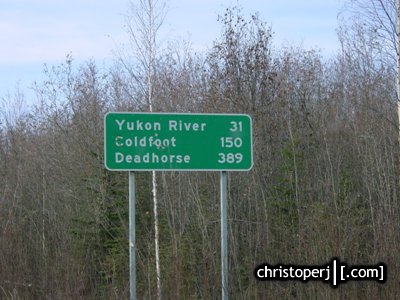 Yukon River 31
Coldfoot 150
Deadhorse 389
christoperj||[.com]